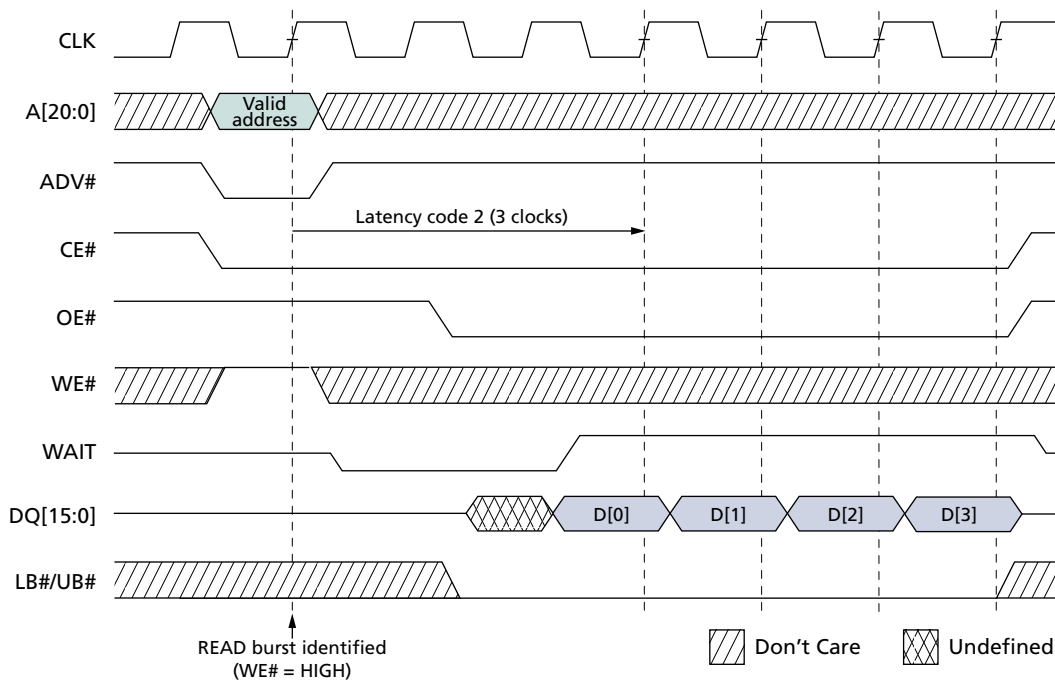 CLK
A[20:0]
Valid
address
ADV#
Latency code 2 (3 clocks)
CE#
OE#
WE#
WAIT
DQ[15:0]
D[0]
D[1]
D[2]
D[3]
LB#/UB#
READ burst identified
(WE# = HIGH)
Don't Care
Undefined